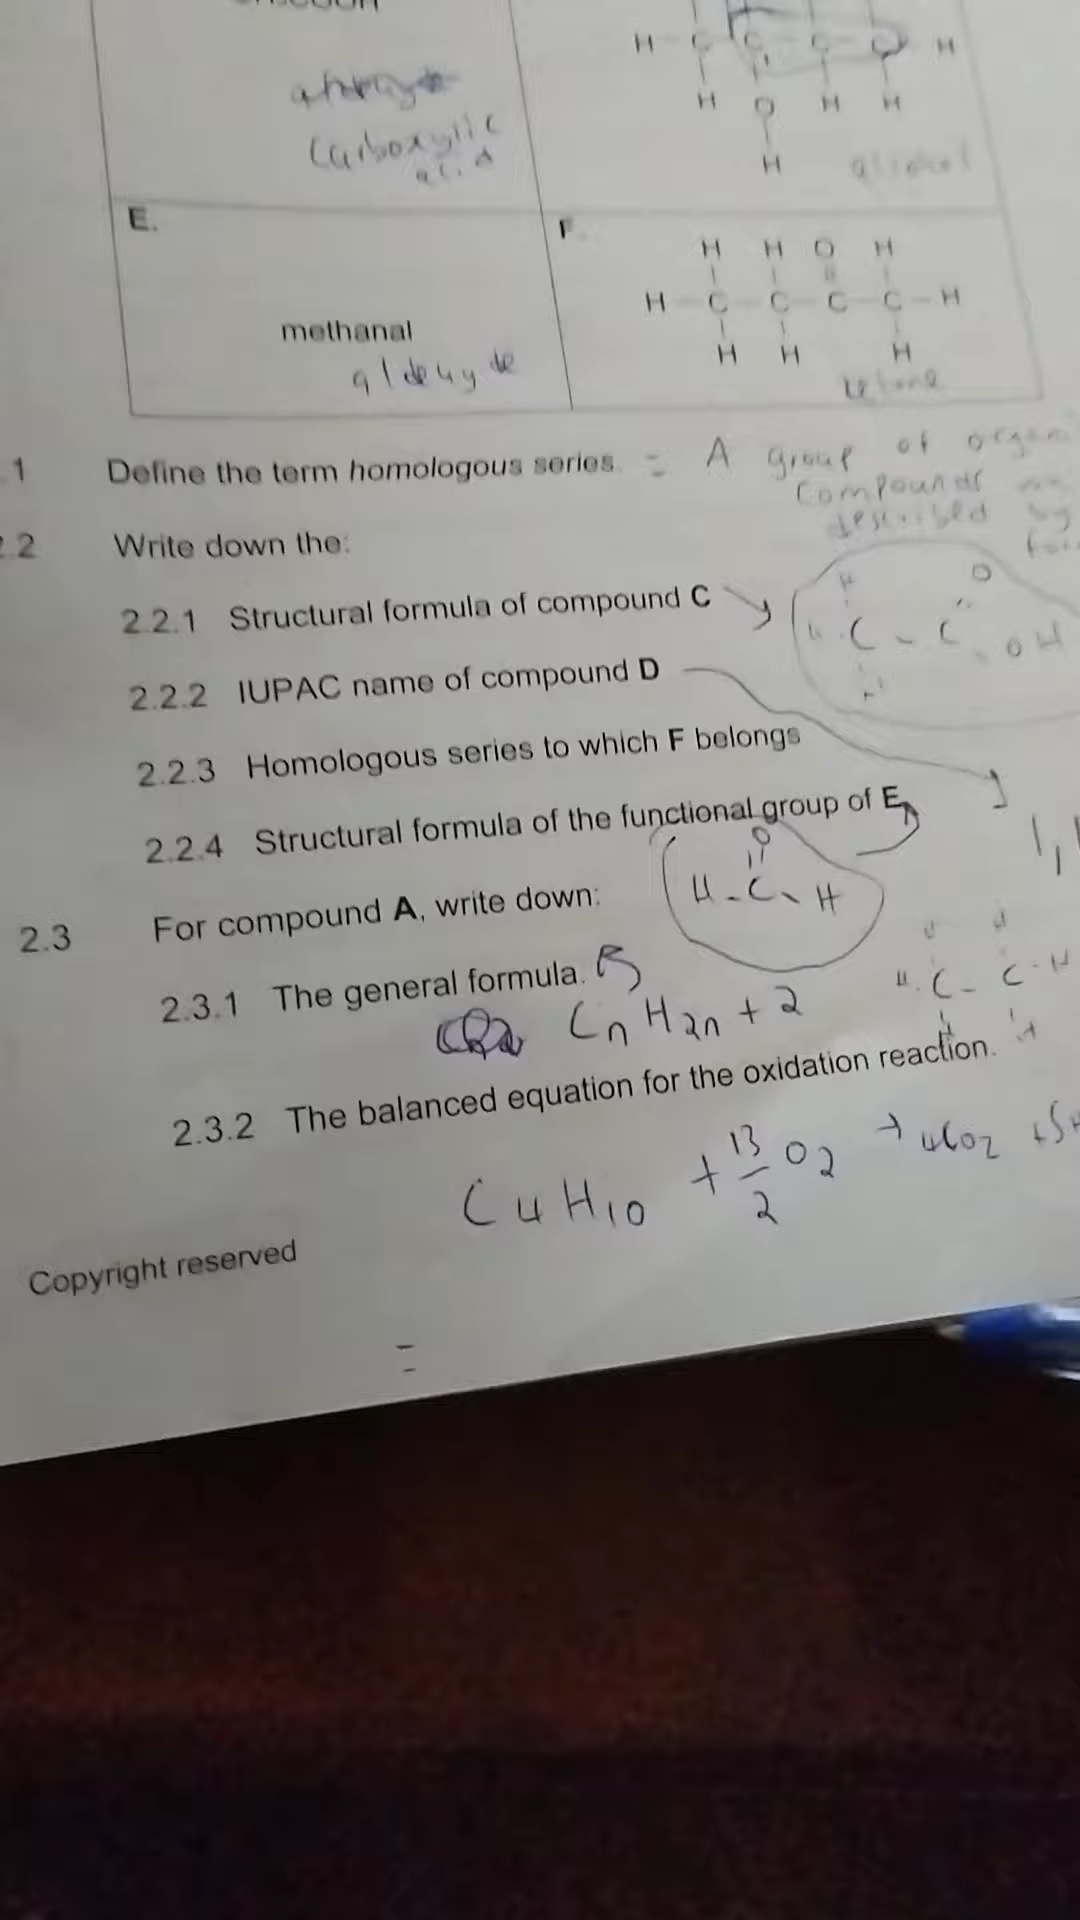 H C C C C H
H O H H
H
Carboxylic
acid
alcohol
E.
F.
H H O H
H - C - C - C - C - H
H H H
methanal
aldehyde
ketone
.1 Define the term homologous series = A group of
compounds
described by
.2 Write down the:
2.2.1 Structural formula of compound C
H O
H - C - C OH
H
2.2.2 IUPAC name of compound D
2.2.3 Homologous series to which F belongs
2.2.4 Structural formula of the functional group of E
O
H - C - H
2.3 For compound A, write down:
H H
H - C - C - H
H H
2.3.1 The general formula.
CnH2n + 2
2.3.2 The balanced equation for the oxidation reaction.
C4H10 + 13/2 O2 → 4CO2 + 5H
Copyright reserved